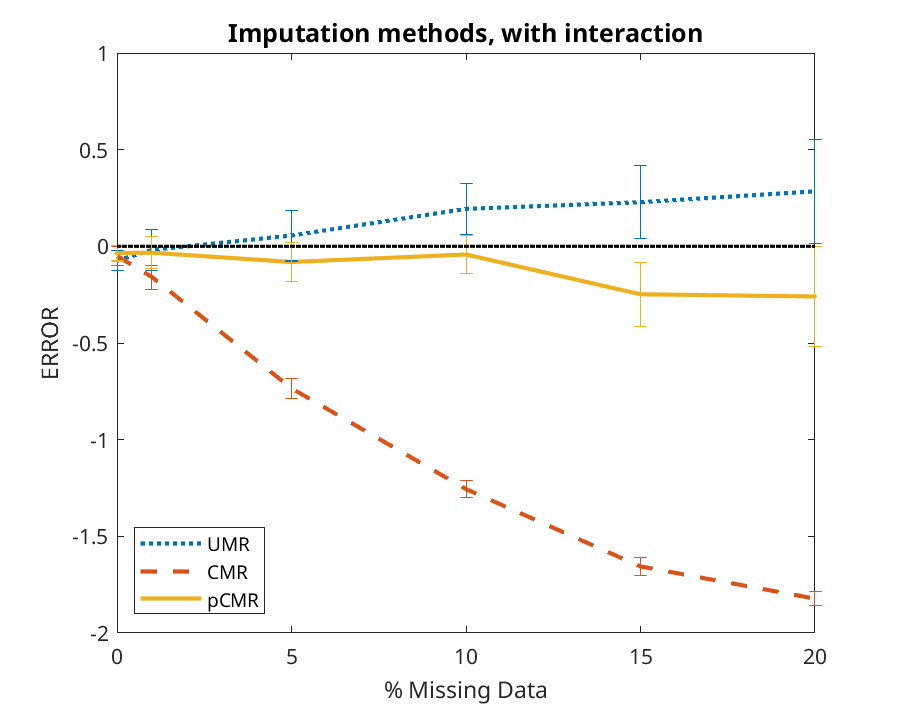 Imputation methods, with interaction
1
0.5
0
-0.5
-1
-1.5
-2
ERROR
UMR
CMR
pCMR
0 5 10 15 20
% Missing Data